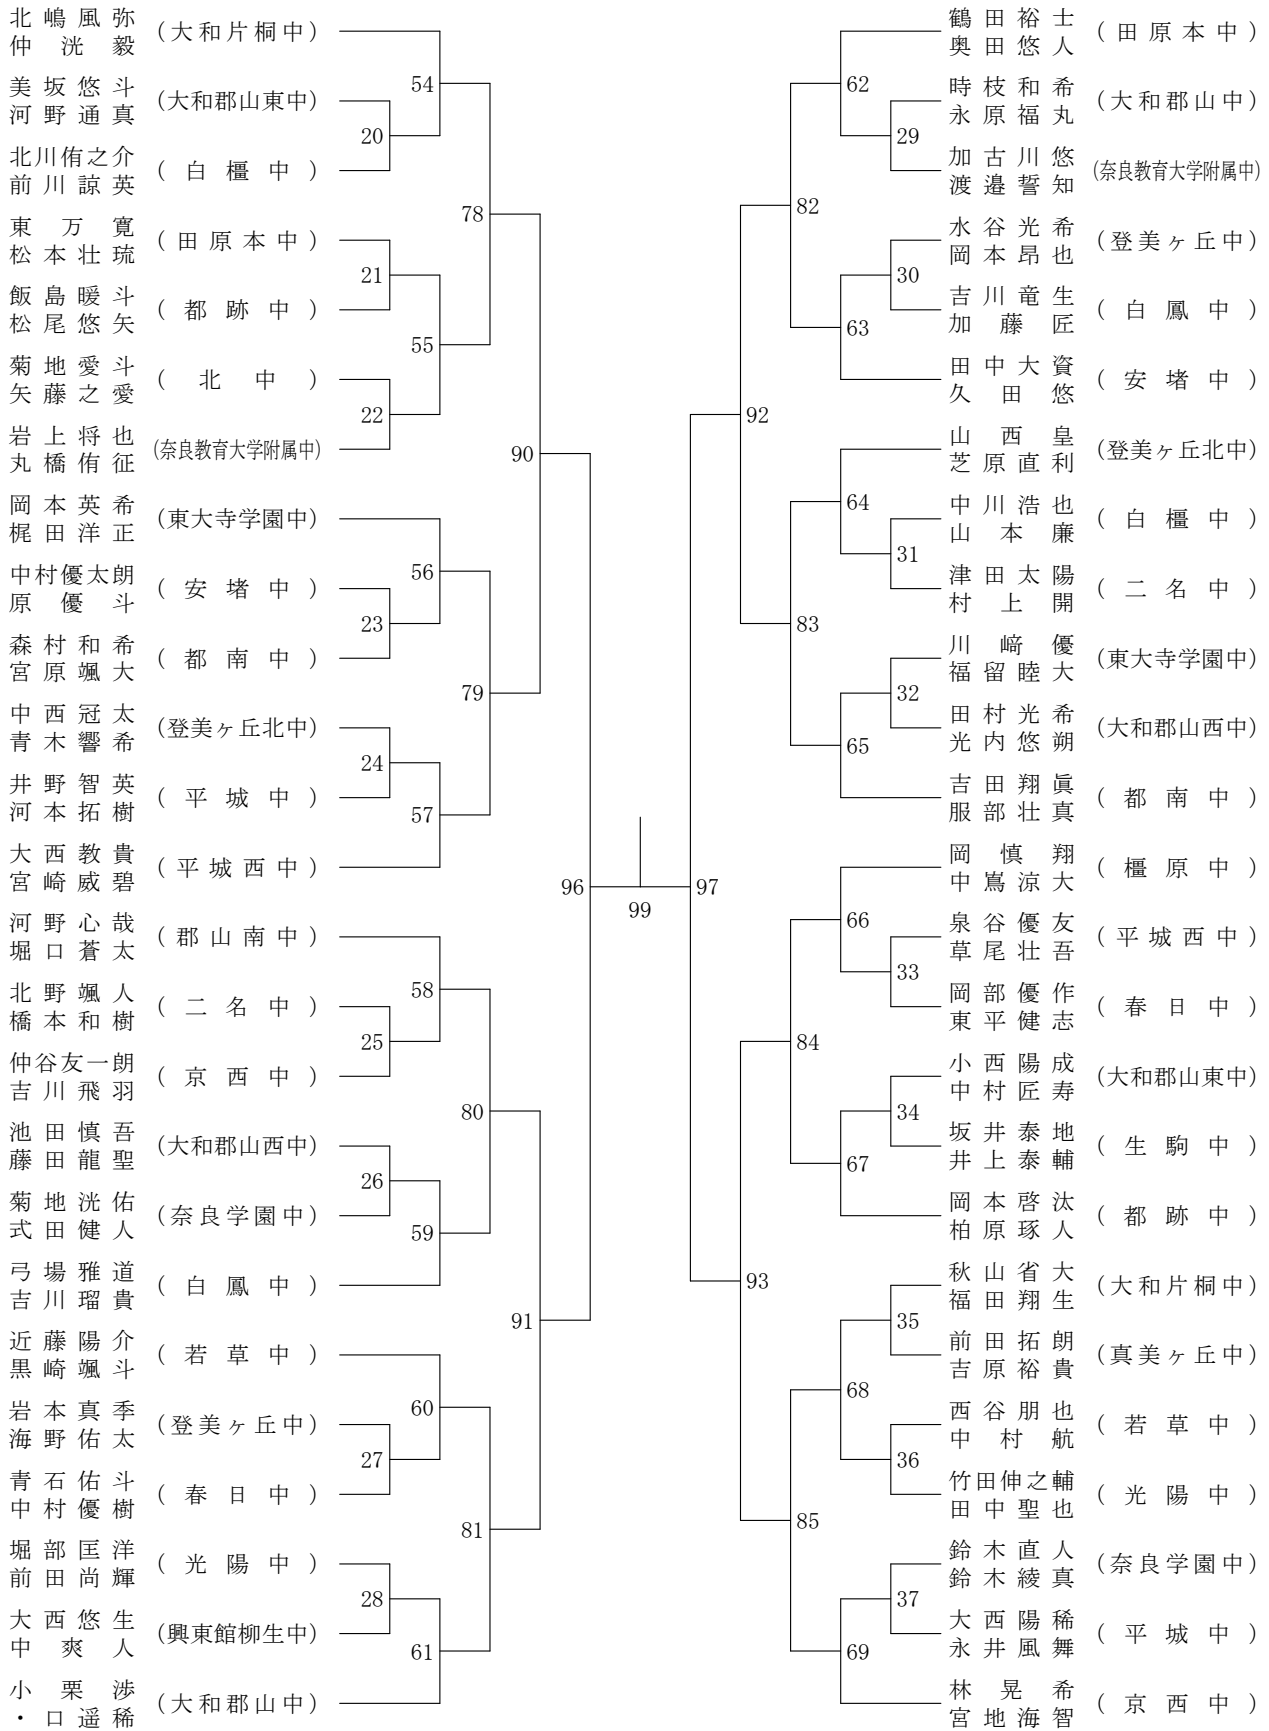 北嶋風弥
仲洸毅
(大和片桐中)
美坂悠斗
河野通真
(大和郡山東中)
北川侑之介
前川諒英
(白橿中)
東万寛
松本壮琉
(田原本中)
飯島暖斗
松尾悠矢
(都跡中)
菊地愛斗
矢藤之愛
(北中)
岩上将也
丸橋侑征
(奈良教育大学附属中)
岡本英希
梶田洋正
(東大寺学園中)
中村優太朗
原優斗
(安堵中)
森村和希
宮原颯大
(都南中)
中西冠太
青木響希
(登美ヶ丘北中)
井野智英
河本拓樹
(平城中)
大西教貴
宮崎威碧
(平城西中)
河野心哉
堀口蒼太
(郡山南中)
北野颯人
橋本和樹
(二名中)
仲谷友一朗
吉川飛羽
(京西中)
池田慎吾
藤田龍聖
(大和郡山西中)
菊地洸佑
式田健人
(奈良学園中)
弓場雅道
吉川瑠貴
(白鳳中)
近藤陽介
黒崎颯斗
(若草中)
岩本真季
海野佑太
(登美ヶ丘中)
青石佑斗
中村優樹
(春日中)
堀部匡洋
前田尚輝
(光陽中)
大西悠生
中爽人
(興東館柳生中)
小栗渉
・口遥稀
(大和郡山中)
54
20
78
21
55
22
90
56
23
79
24
57
96
58
25
80
26
59
91
60
27
81
28
61
99
97
62
29
82
30
63
92
64
31
83
32
65
66
33
84
34
67
93
35
68
36
85
37
69
鶴田裕士
奥田悠人
(田原本中)
時枝和希
永原福丸
(大和郡山中)
加古川悠
渡邉誓知
(奈良教育大学附属中)
水谷光希
岡本昂也
(登美ヶ丘中)
吉川竜生
加藤匠
(白鳳中)
田中大資
久田悠
(安堵中)
山西皇
芝原直利
(登美ヶ丘北中)
中川浩也
山本廉
(白橿中)
津田太陽
村上開
(二名中)
川﨑優
福留睦大
(東大寺学園中)
田村光希
光内悠朔
(大和郡山西中)
吉田翔眞
服部壮真
(都南中)
岡慎翔
中嶌涼大
(橿原中)
泉谷優友
草尾壮吾
(平城西中)
岡部優作
東平健志
(春日中)
小西陽成
中村匠寿
(大和郡山東中)
坂井泰地
井上泰輔
(生駒中)
岡本啓汰
柏原琢人
(都跡中)
秋山省大
福田翔生
(大和片桐中)
前田拓朗
吉原裕貴
(真美ヶ丘中)
西谷朋也
中村航
(若草中)
竹田伸之輔
田中聖也
(光陽中)
鈴木直人
鈴木綾真
(奈良学園中)
大西陽稀
永井風舞
(平城中)
林晃希
宮地海智
(京西中)